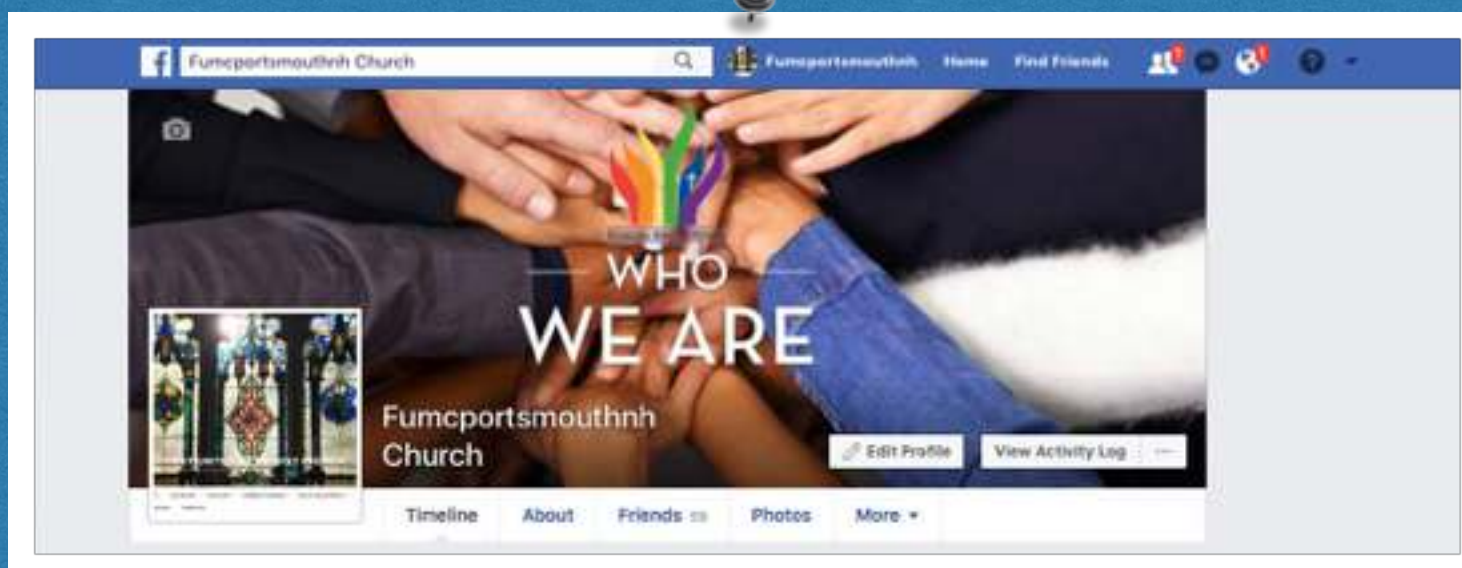 f Fumcportsmouthnh Church
Fumcportsmouthnh Home Find Friends
WHO
WE ARE
Fumcportsmouthnh
Church
Edit Profile
View Activity Log
Timeline About Friends Photos More